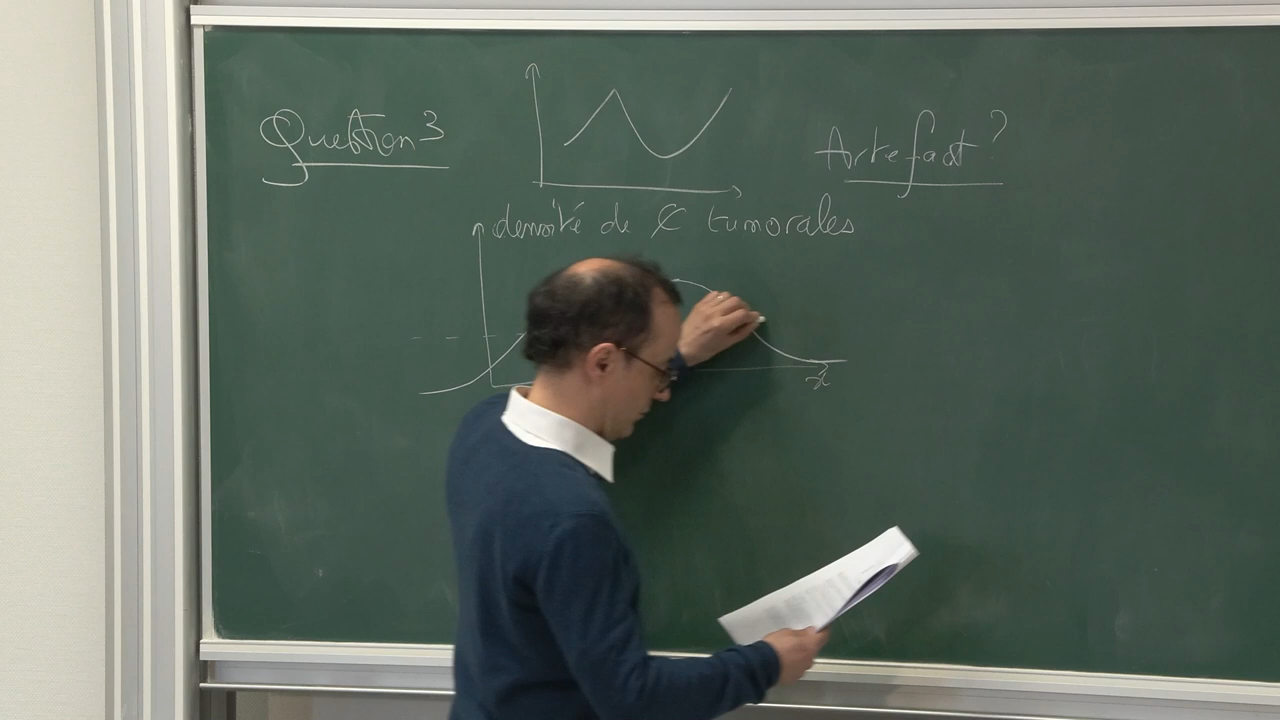 Question 3
Artefact ?
densité de ₵ tumorales
x